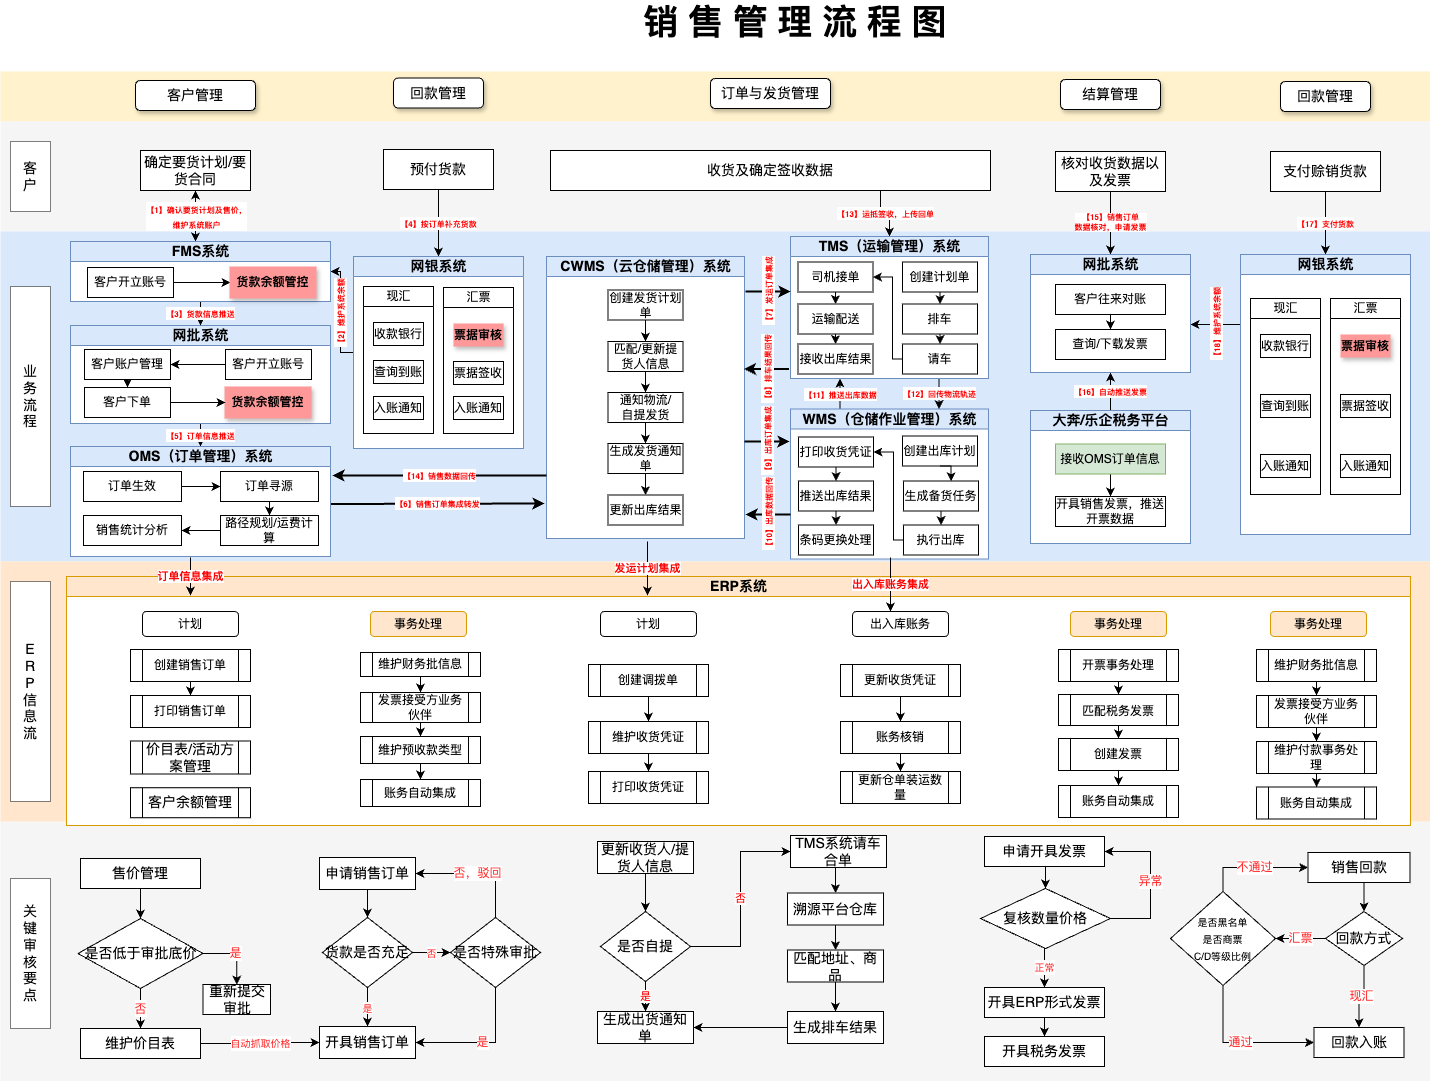 销售管理流程图
客户管理
回款管理
订单与发货管理
结算管理
回款管理
客户
确定要货计划/要
货合同
预付货款
收货及确定签收数据
核对收货数据以
及发票
支付赊销货款
【1】确认要货计划及售价，
维护系统账户
【4】按订单补充货款
【13】运抵签收，上传回单
【15】销售订单
数据核对，申请发票
【17】支付货款
业务流程
FMS系统
客户开立账号
货款余额管控
【3】货款信息推送
网批系统
客户账户管理
客户开立账号
客户下单
货款余额管控
【5】订单信息推送
OMS（订单管理）系统
订单生效
订单寻源
销售统计分析
路径规划/运费计
算
【2】维护系统余额
网银系统
现汇
收款银行
查询到账
入账通知
汇票
票据审核
票据签收
入账通知
【14】销售数据回传
【6】销售订单集成转发
CWMS（云仓储管理）系统
创建发货计划
单
匹配/更新提
货人信息
通知物流/
自提发货
生成发货通知
单
更新出库结果
【7】发运订单集成
【8】排车结果回传
【9】出库订单集成
【10】出库数据回传
TMS（运输管理）系统
司机接单
创建计划单
运输配送
排车
接收出库结果
请车
【11】推送出库数据
【12】回传物流轨迹
WMS（仓储作业管理）系统
打印收货凭证
创建出库计划
推送出库结果
生成备货任务
条码更换处理
执行出库
网批系统
客户往来对账
查询/下载发票
【16】自动推送发票
大奔/乐企税务平台
接收OMS订单信息
开具销售发票，推送
开票数据
【18】维护系统余额
网银系统
现汇
收款银行
查询到账
入账通知
汇票
票据审核
票据签收
入账通知
订单信息集成
发运计划集成
出入库账务集成
ERP信息流
ERP系统
计划
创建销售订单
打印销售订单
价目表/活动方
案管理
客户余额管理
事务处理
维护财务批信息
发票接受方业务
伙伴
维护预收款类型
账务自动集成
计划
创建调拨单
维护收货凭证
打印收货凭证
出入库账务
更新收货凭证
账务核销
更新仓单装运数
量
事务处理
开票事务处理
匹配税务发票
创建发票
账务自动集成
事务处理
维护财务批信息
发票接受方业务
伙伴
维护付款事务处
理
账务自动集成
关键审核要点
售价管理
是否低于审批底价
是
重新提交
审批
否
维护价目表
自动抓取价格
申请销售订单
否，驳回
货款是否充足
否
是否特殊审批
是
开具销售订单
是
更新收货人/提
货人信息
是否自提
否
是
生成出货通知
单
TMS系统请车
合单
溯源平台仓库
匹配地址、商
品
生成排车结果
申请开具发票
异常
复核数量价格
正常
开具ERP形式发票
开具税务发票
不通过
销售回款
是否黑名单
是否商票
C/D等级比例
汇票
回款方式
现汇
通过
回款入账